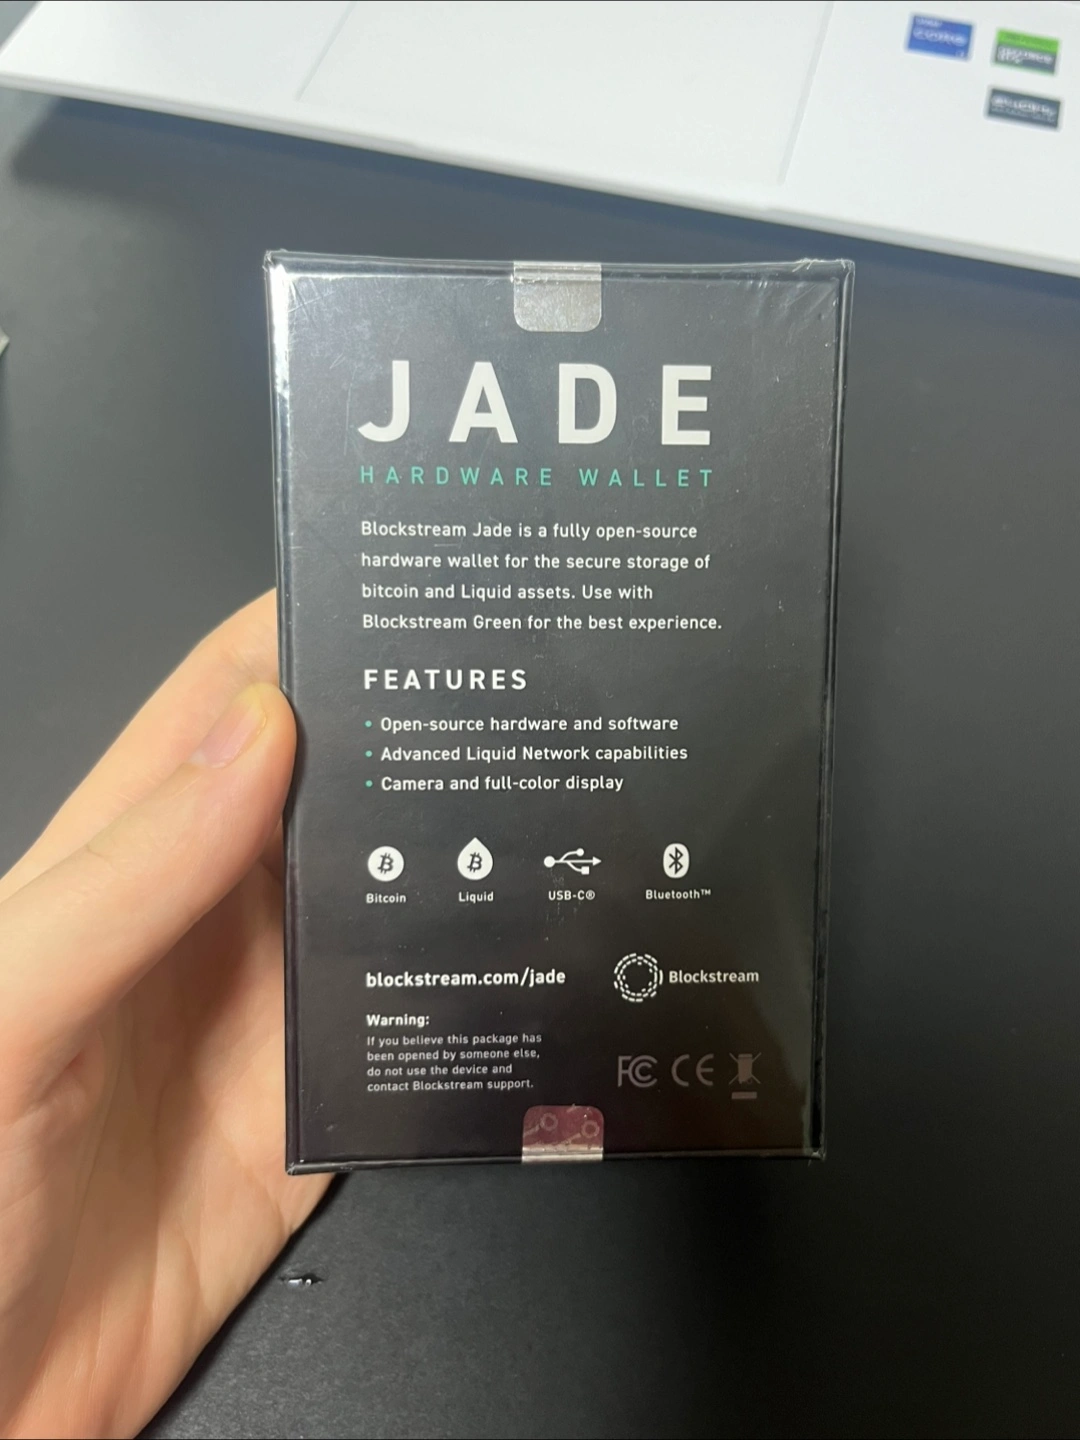 CORE
JADE
HARDWARE WALLET
Blockstream Jade is a fully open-source
hardware wallet for the secure storage of
bitcoin and Liquid assets. Use with
Blockstream Green for the best experience.
FEATURES
• Open-source hardware and software
• Advanced Liquid Network capabilities
• Camera and full-color display
Bitcoin
Liquid
USB-C®
Bluetooth™
blockstream.com/jade
Blockstream
Warning:
If you believe this package has
been opened by someone else,
do not use the device and
contact Blockstream support.
FC CE